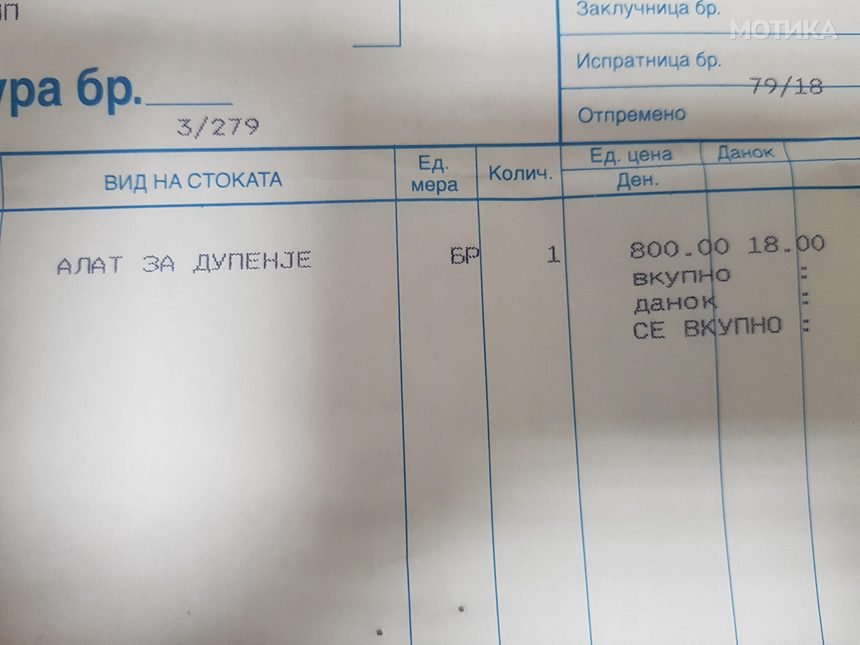 Заклучница бр.
МОТИКА
Испратница бр.
79/18
ура бр.
3/279
Отпремено
ВИД НА СТОКАТА
Ед. мера
Колич.
Ед. цена
Ден.
Данок
АЛАТ ЗА ДУПЕНЈЕ БР 1 800.00 18.00
вкупно :
данок :
СЕ ВКУПНО :